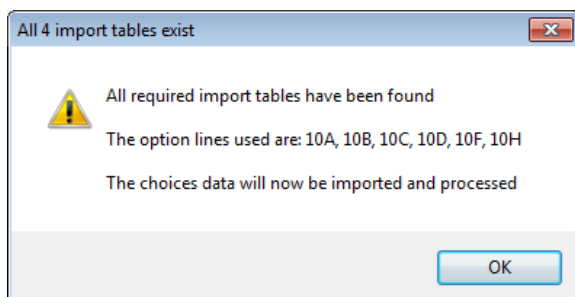 All 4 import tables exist
All required import tables have been found
The option lines used are: 10A, 10B, 10C, 10D, 10F, 10H
The choices data will now be imported and processed
OK